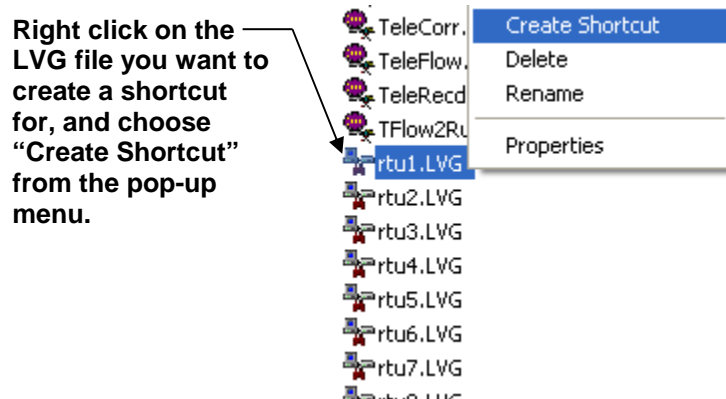 Right click on the
LVG file you want to
create a shortcut
for, and choose
“Create Shortcut”
from the pop-up
menu.
TeleCorr.
TeleFlow.
TeleRecd
TFlow2Ru
rtu1.LVG
rtu2.LVG
rtu3.LVG
rtu4.LVG
rtu5.LVG
rtu6.LVG
rtu7.LVG
Create Shortcut
Delete
Rename
Properties